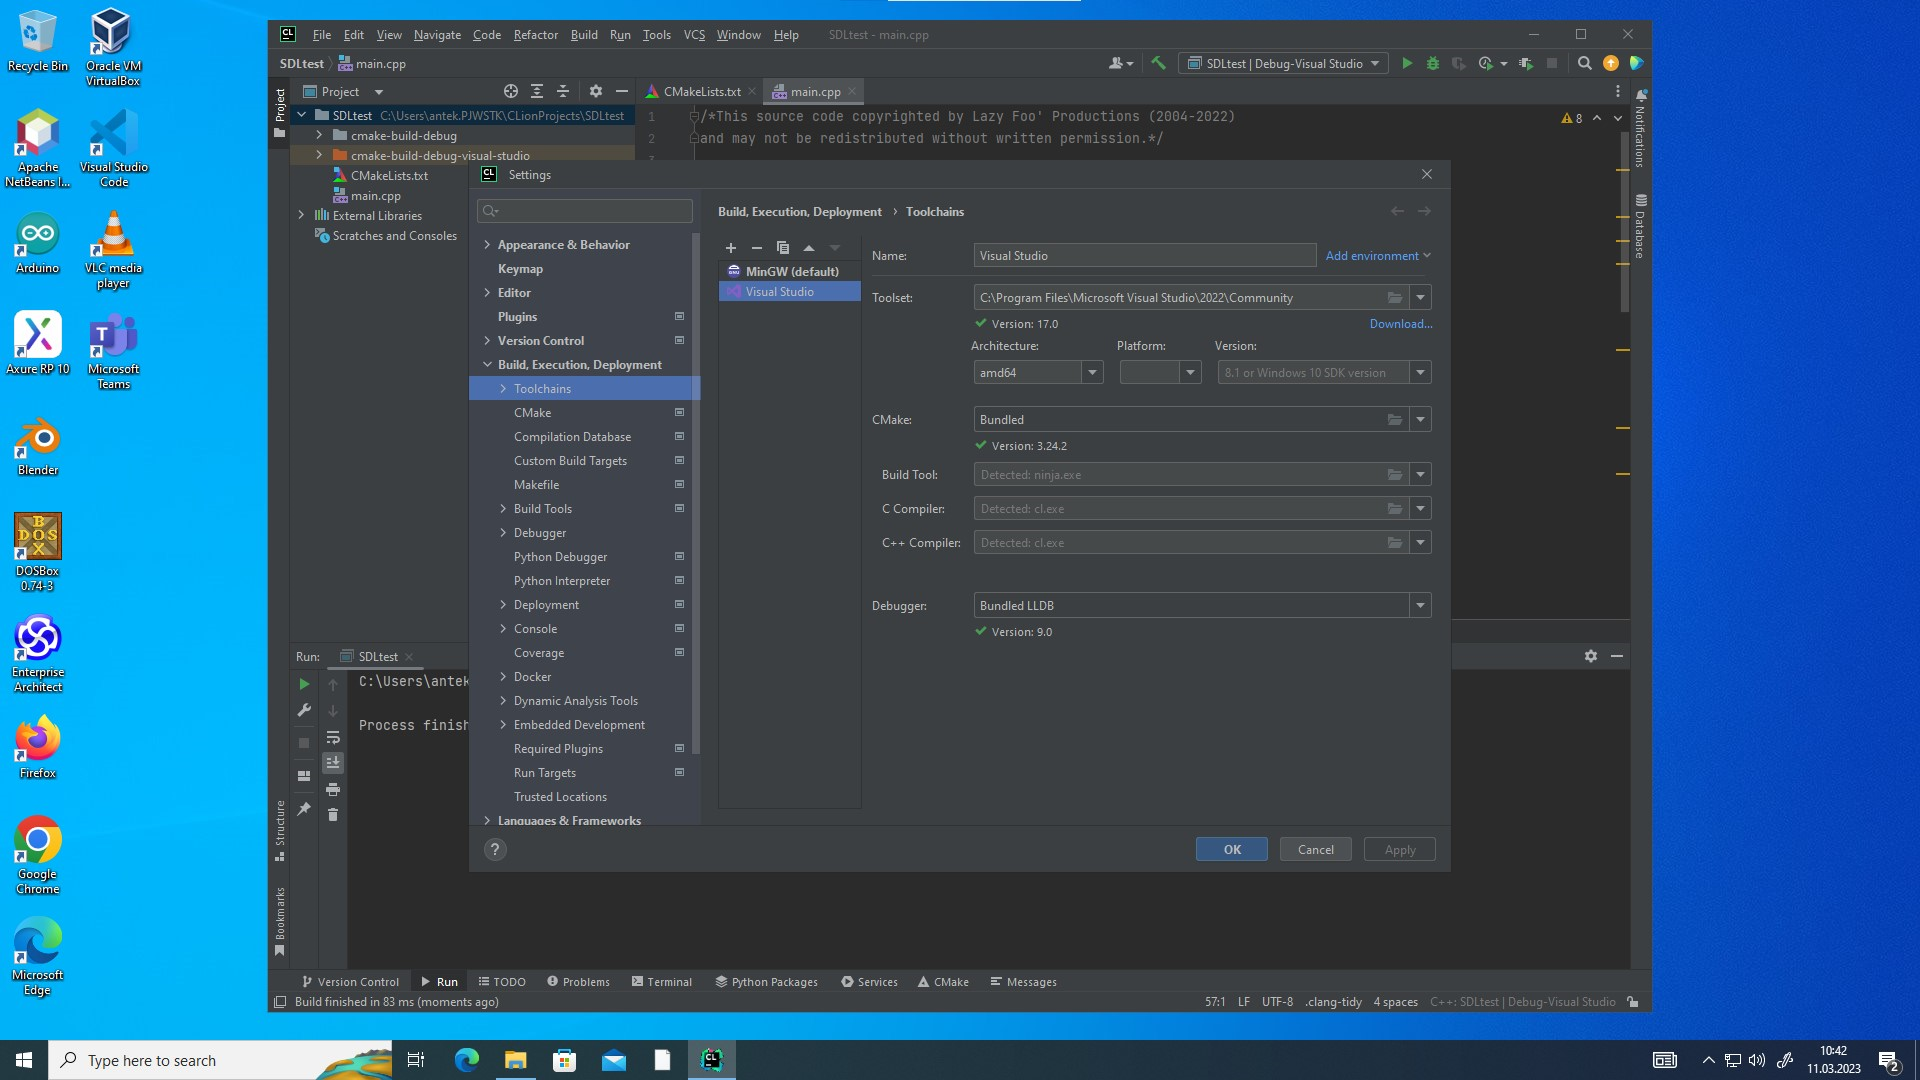 Recycle Bin
Oracle VM
VirtualBox
Apache
NetBeans I...
Visual Studio
Code
Arduino
VLC media
player
Axure RP 10
Microsoft
Teams
Blender
DOSBox
0.74-3
Enterprise
Architect
Firefox
Google
Chrome
Microsoft
Edge
CL
File Edit View Navigate Code Refactor Build Run Tools VCS Window Help SDLtest - main.cpp
SDLtest main.cpp
SDLtest | Debug-Visual Studio
Project
Project
CMakeLists.txt
main.cpp
SDLtest C:\Users\antek.PJWSTK\CLionProjects\SDLtest
cmake-build-debug
cmake-build-debug-visual-studio
CMakeLists.txt
main.cpp
External Libraries
Scratches and Consoles
1 /*This source code copyrighted by Lazy Foo' Productions (2004-2022)
2 and may not be redistributed without written permission.*/
8
Notifications
Database
CL
Settings
Appearance & Behavior
Keymap
Editor
Plugins
Version Control
Build, Execution, Deployment
Toolchains
CMake
Compilation Database
Custom Build Targets
Makefile
Build Tools
Debugger
Python Debugger
Python Interpreter
Deployment
Console
Coverage
Docker
Dynamic Analysis Tools
Embedded Development
Required Plugins
Run Targets
Trusted Locations
Languages & Frameworks
Build, Execution, Deployment › Toolchains
MinGW (default)
Visual Studio
Name: Visual Studio Add environment
Toolset: C:\Program Files\Microsoft Visual Studio\2022\Community
Version: 17.0 Download...
Architecture: Platform: Version:
amd64 8.1 or Windows 10 SDK version
CMake: Bundled
Version: 3.24.2
Build Tool: Detected: ninja.exe
C Compiler: Detected: cl.exe
C++ Compiler: Detected: cl.exe
Debugger: Bundled LLDB
Version: 9.0
?
OK Cancel Apply
Run: SDLtest
C:\Users\antek
Process finish
Structure
Bookmarks
Version Control Run TODO Problems Terminal Python Packages Services CMake Messages
Build finished in 83 ms (moments ago)
57:1 LF UTF-8 .clang-tidy 4 spaces C++: SDLtest | Debug-Visual Studio
Type here to search
CL
10:42
11.03.2023
2